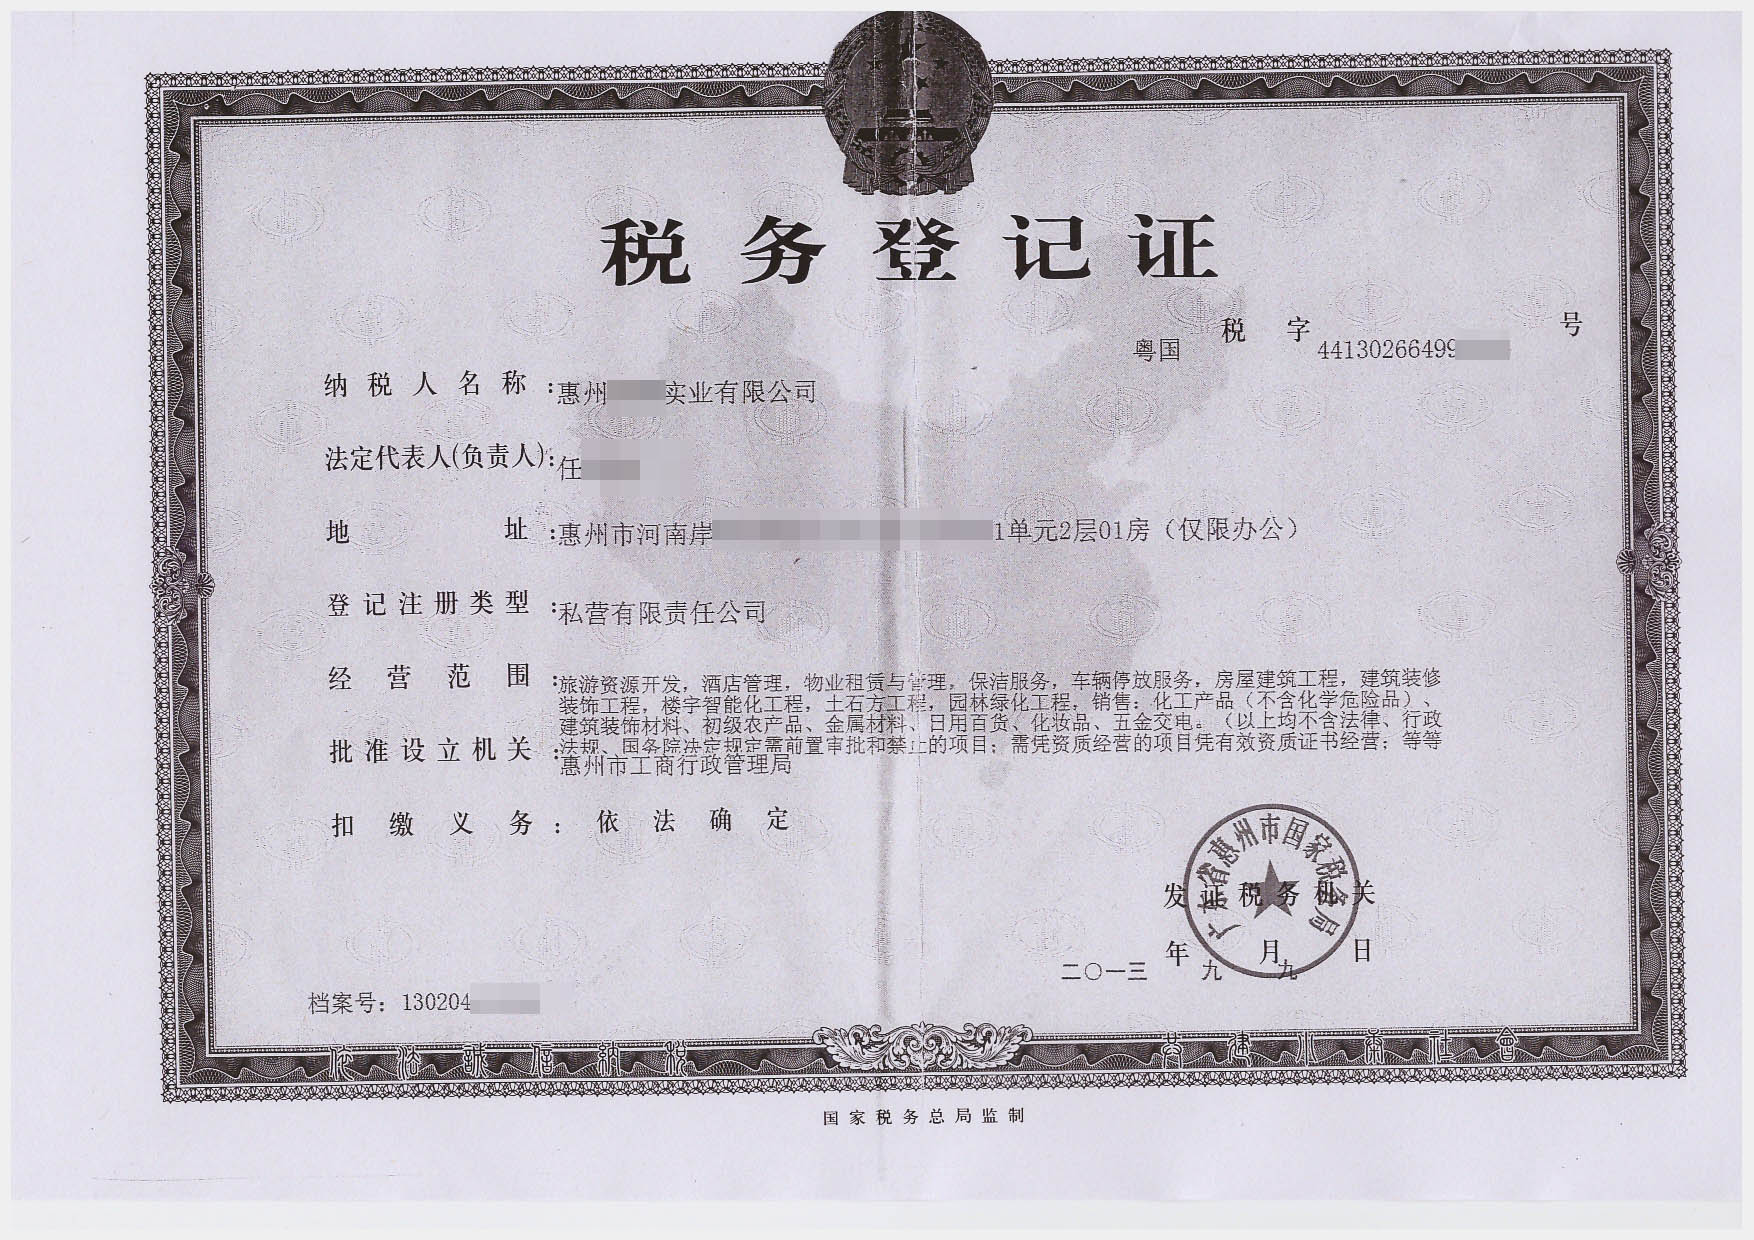 税务登记证
粤国 税 字 44130266499 号
纳税人名称：惠州 实业有限公司
法定代表人(负责人)：任
地址：惠州市河南岸 1单元2层01房（仅限办公）
登记注册类型：私营有限责任公司
经营范围：旅游资源开发，酒店管理，物业租赁与管理，保洁服务，车辆停放服务，房屋建筑工程，建筑装修
装饰工程，楼宇智能化工程，土石方工程，园林绿化工程，销售：化工产品（不含化学危险品）、
建筑装饰材料、初级农产品、金属材料、日用百货、化妆品、五金交电。（以上均不含法律、行政
法规、国务院决定规定需前置审批和禁止的项目；需凭资质经营的项目凭有效资质证书经营；等等
批准设立机关：惠州市工商行政管理局
扣缴义务：依法确定
广东省惠州市国家税务局
发证税务机关
二〇一三 年 九 月 九 日
档案号：130204
依法诚信纳税 共建小康社会
国家税务总局监制